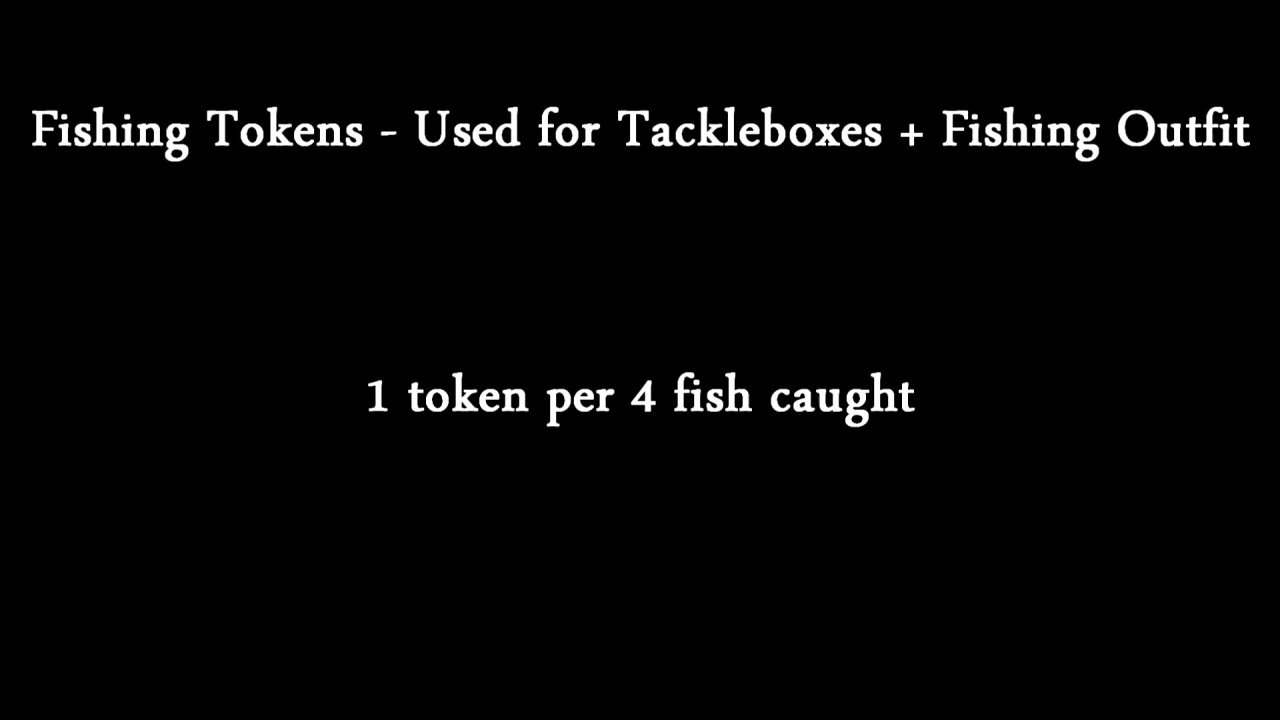 Fishing Tokens - Used for Tackleboxes + Fishing Outfit
1 token per 4 fish caught